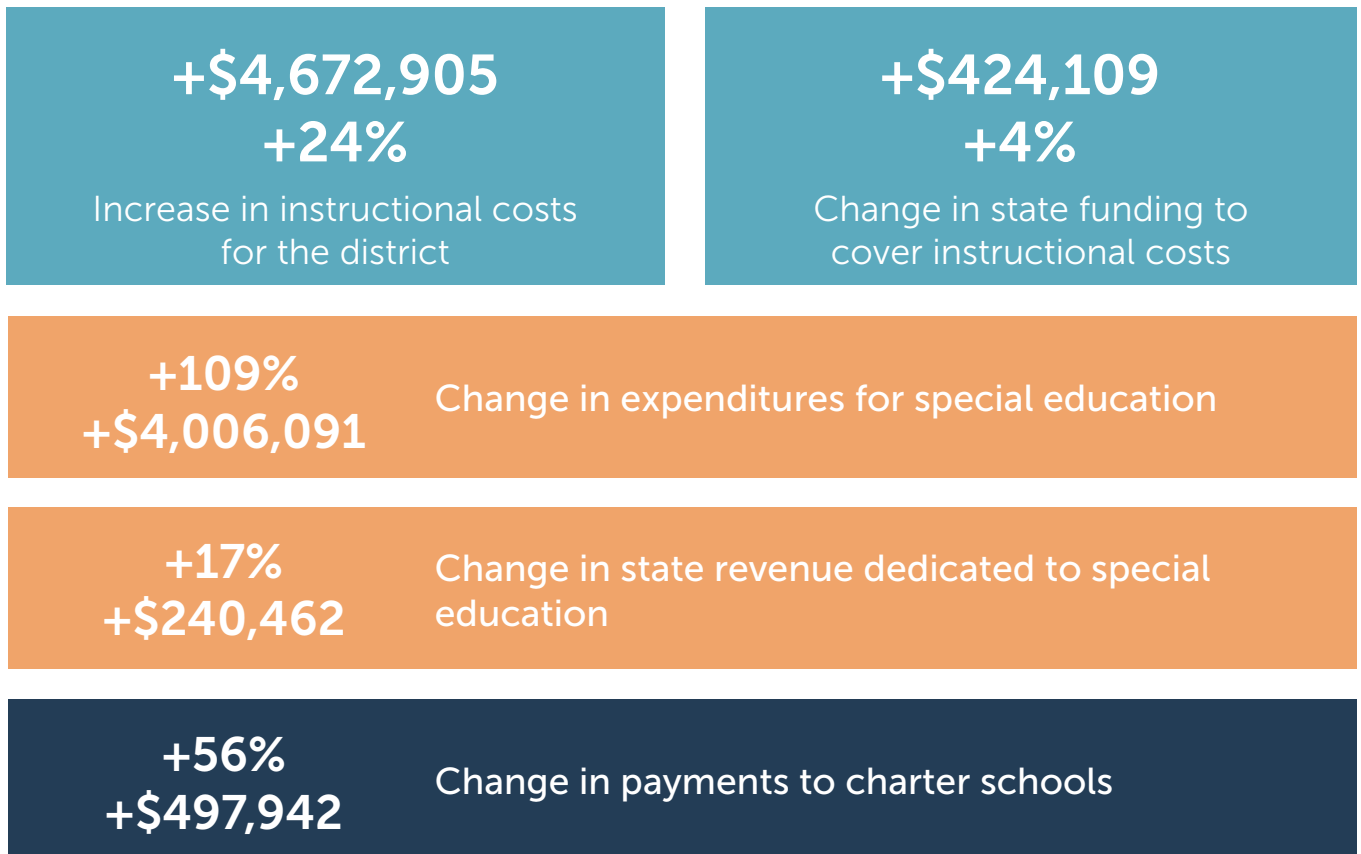 +$4,672,905
+24%
Increase in instructional costs
for the district
+$424,109
+4%
Change in state funding to
cover instructional costs
+109%
+$4,006,091
Change in expenditures for special education
+17%
+$240,462
Change in state revenue dedicated to special
education
+56%
+$497,942
Change in payments to charter schools